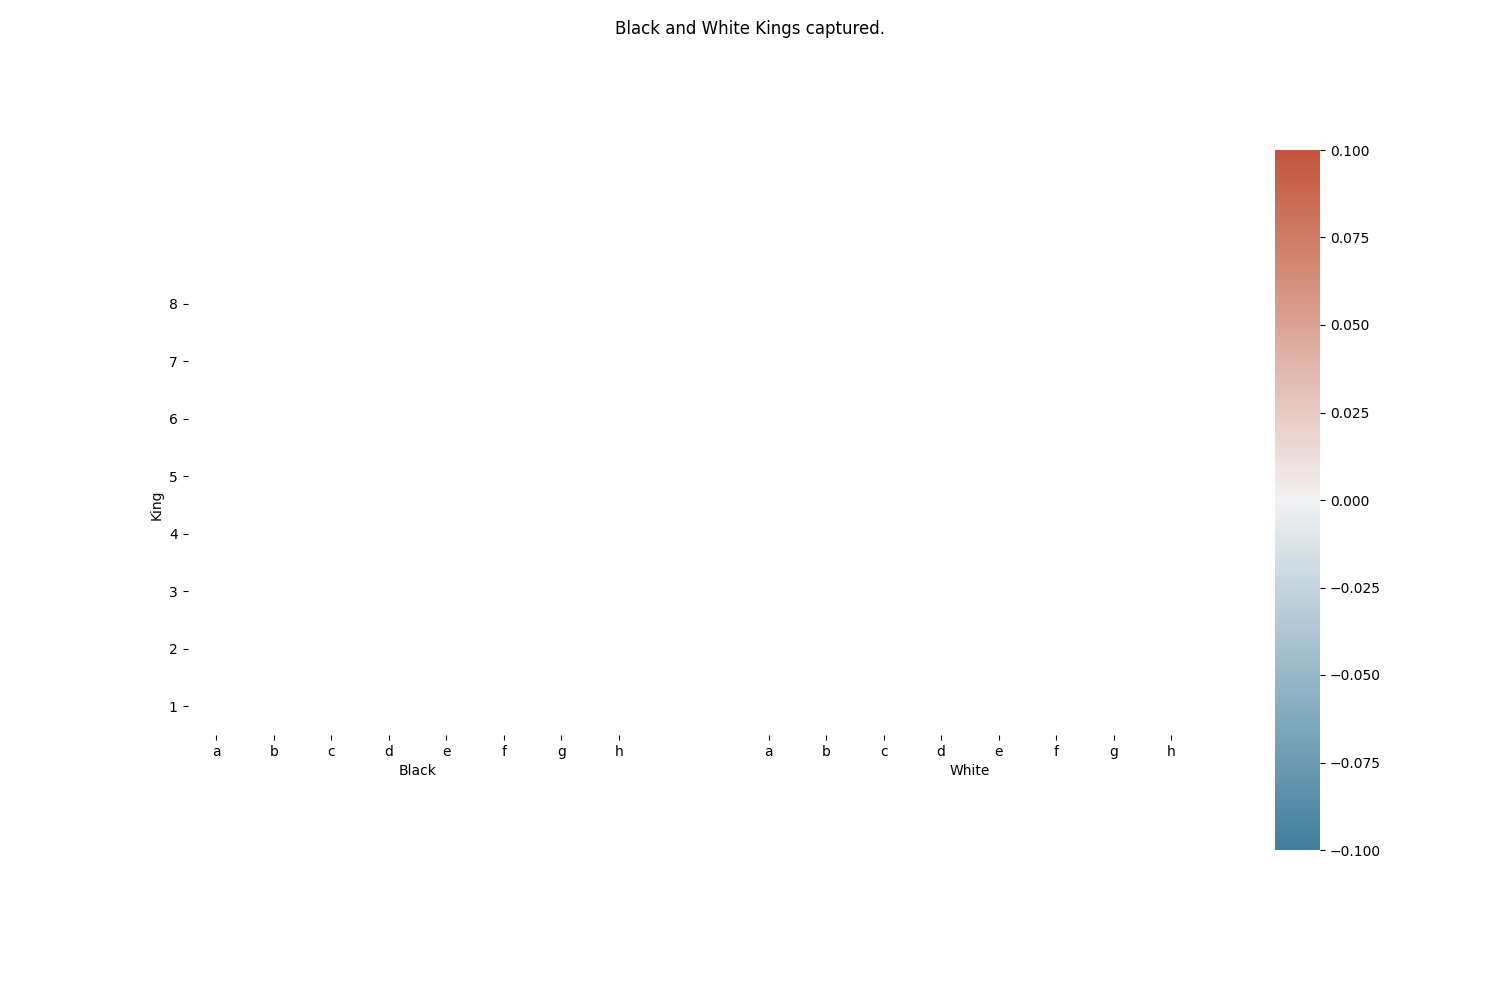 Black and White Kings captured.
King
8
7
6
5
4
3
2
1
a b c d e f g h
Black
a b c d e f g h
White
0.100
0.075
0.050
0.025
0.000
−0.025
−0.050
−0.075
−0.100